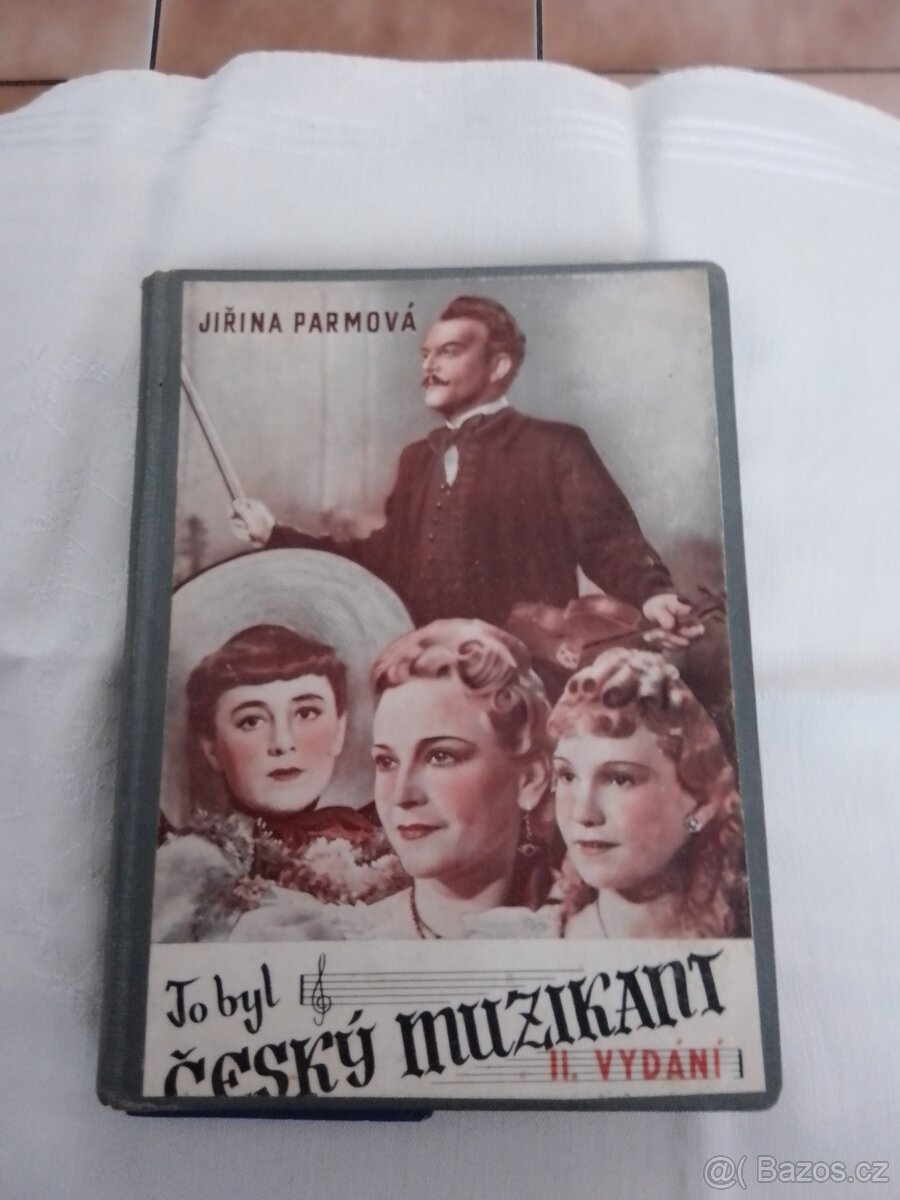 JIŘINA PARMOVÁ
To byl
ČESKÝ MUZIKANT
II. VYDÁNÍ
@( Bazos.cz